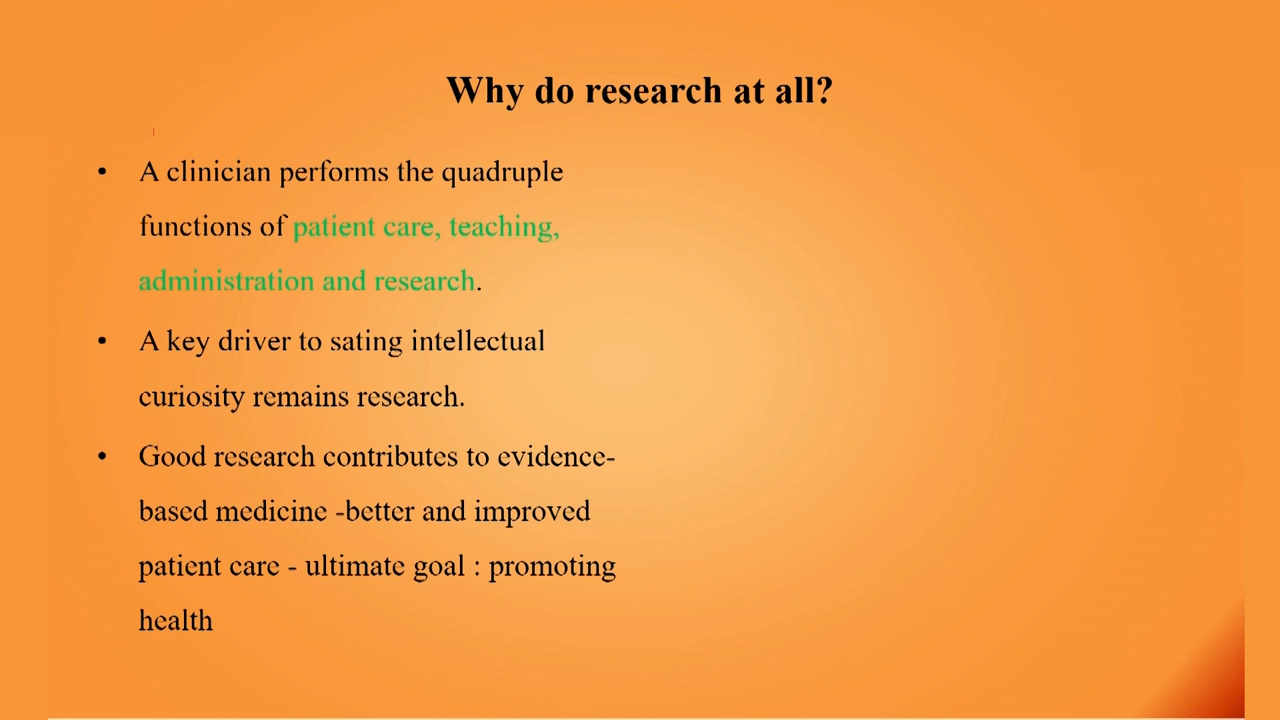 Why do research at all?
• A clinician performs the quadruple
functions of patient care, teaching,
administration and research.
• A key driver to sating intellectual
curiosity remains research.
• Good research contributes to evidence-
based medicine -better and improved
patient care - ultimate goal : promoting
health